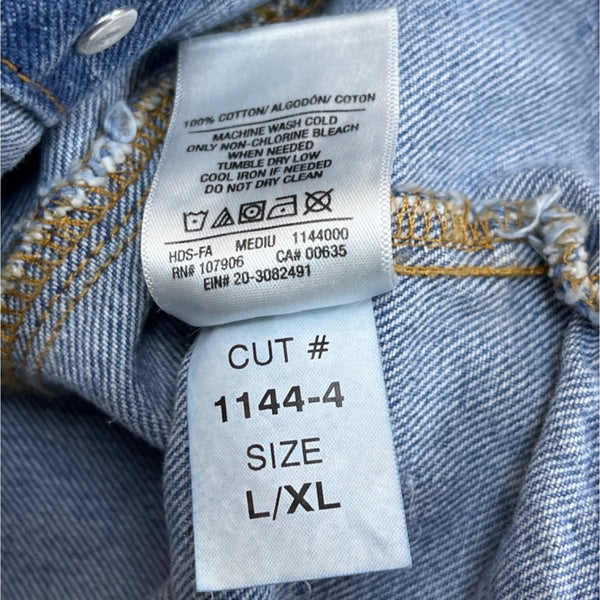 100% COTTON/ ALGODÓN/ COTON
MACHINE WASH COLD
ONLY NON-CHLORINE BLEACH
WHEN NEEDED
TUMBLE DRY LOW
COOL IRON IF NEEDED
DO NOT DRY CLEAN
HDS-FA MEDIU 1144000
RN# 107906 CA# 00635
EIN# 20-3082491
CUT #
1144-4
SIZE
L/XL